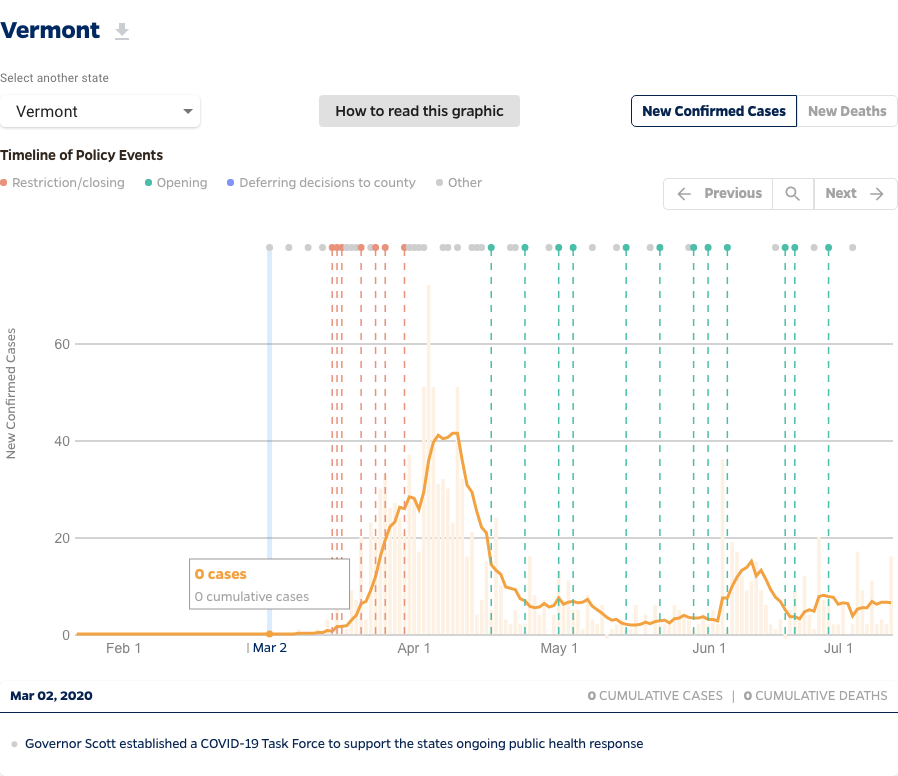 Vermont
Select another state
Vermont
How to read this graphic
New Confirmed Cases
New Deaths
Timeline of Policy Events
Restriction/closing
Opening
Deferring decisions to county
Other
Previous
Next
New Confirmed Cases
60
40
20
0
0 cases
0 cumulative cases
Feb 1
Mar 2
Apr 1
May 1
Jun 1
Jul 1
Mar 02, 2020
0 CUMULATIVE CASES | 0 CUMULATIVE DEATHS
Governor Scott established a COVID-19 Task Force to support the states ongoing public health response